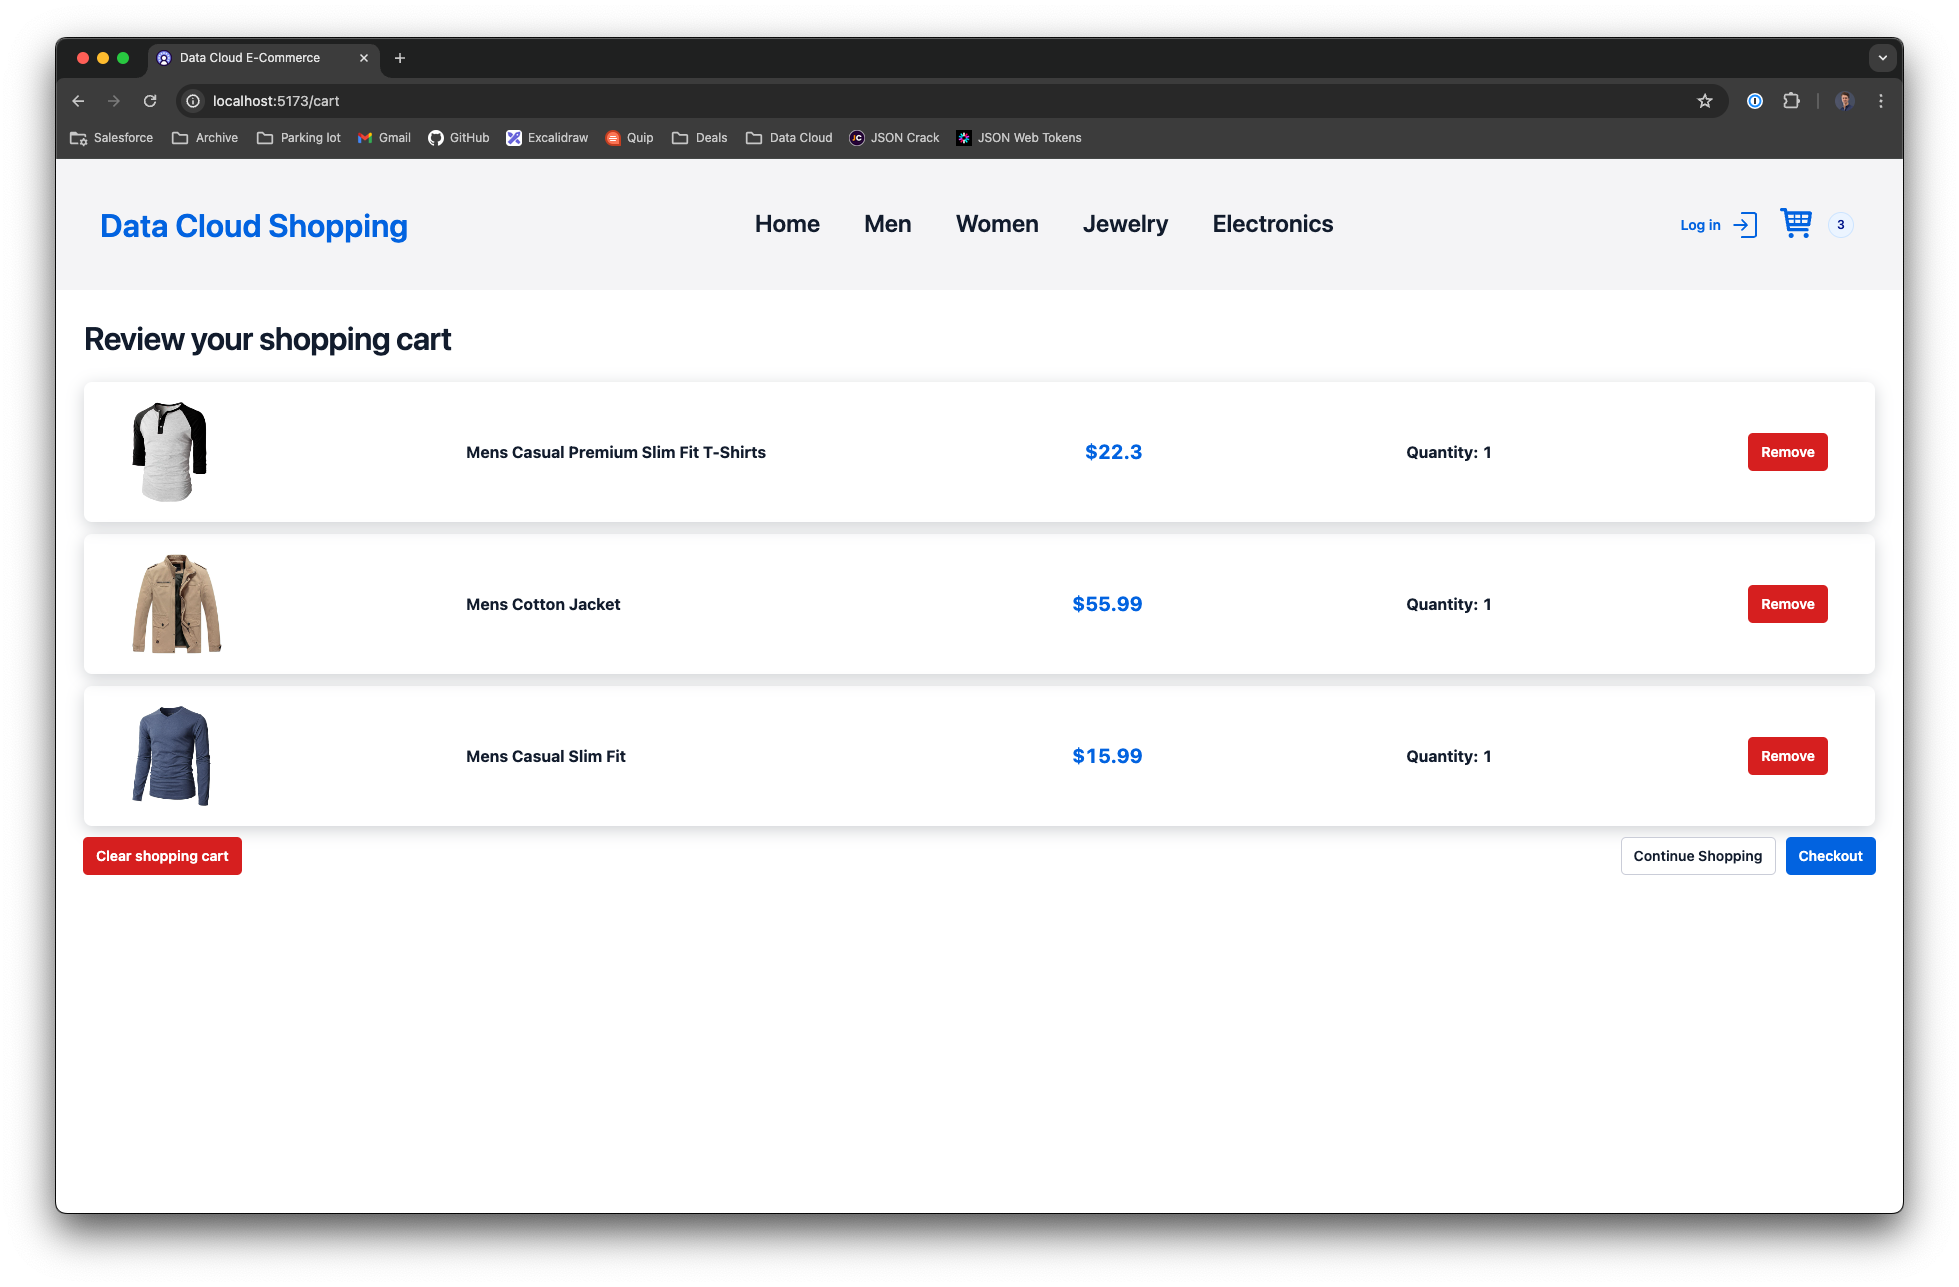 Data Cloud E-Commerce
localhost:5173/cart
Salesforce Archive Parking lot Gmail GitHub Excalidraw Quip Deals Data Cloud JC JSON Crack JSON Web Tokens
Data Cloud Shopping Home Men Women Jewelry Electronics Log in 3
Review your shopping cart
Mens Casual Premium Slim Fit T-Shirts $22.3 Quantity: 1 Remove
Mens Cotton Jacket $55.99 Quantity: 1 Remove
Mens Casual Slim Fit $15.99 Quantity: 1 Remove
Clear shopping cart Continue Shopping Checkout